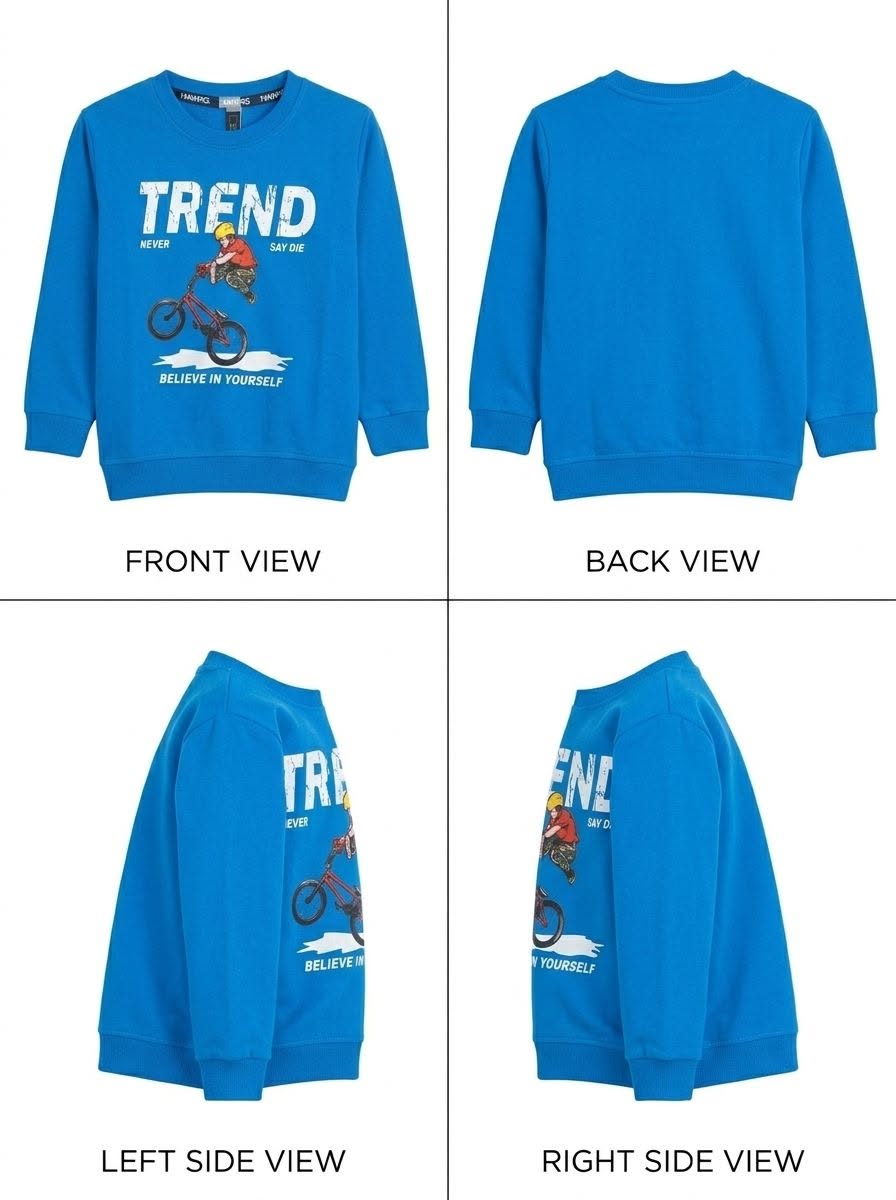 TREND
NEVER SAY DIE
BELIEVE IN YOURSELF
FRONT VIEW
BACK VIEW
TRE
EVER
BELIEVE IN
LEFT SIDE VIEW
END
SAY D
N YOURSELF
RIGHT SIDE VIEW